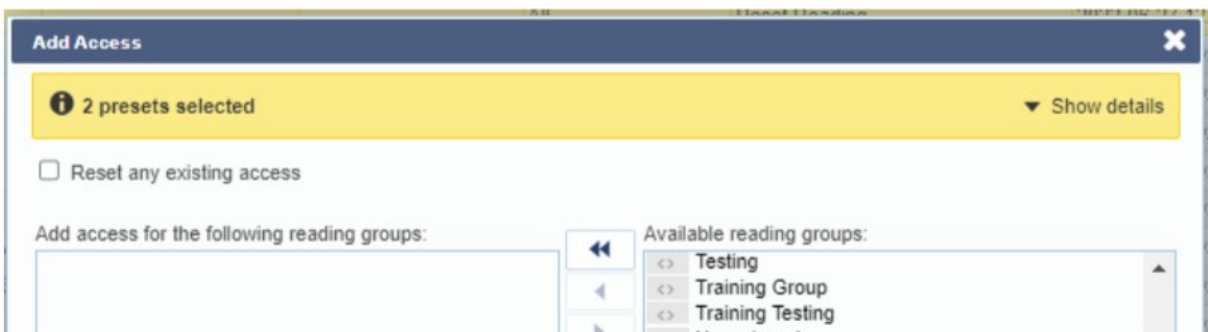 Add Access
2 presets selected
Show details
Reset any existing access
Add access for the following reading groups:
Available reading groups:
Testing
Training Group
Training Testing